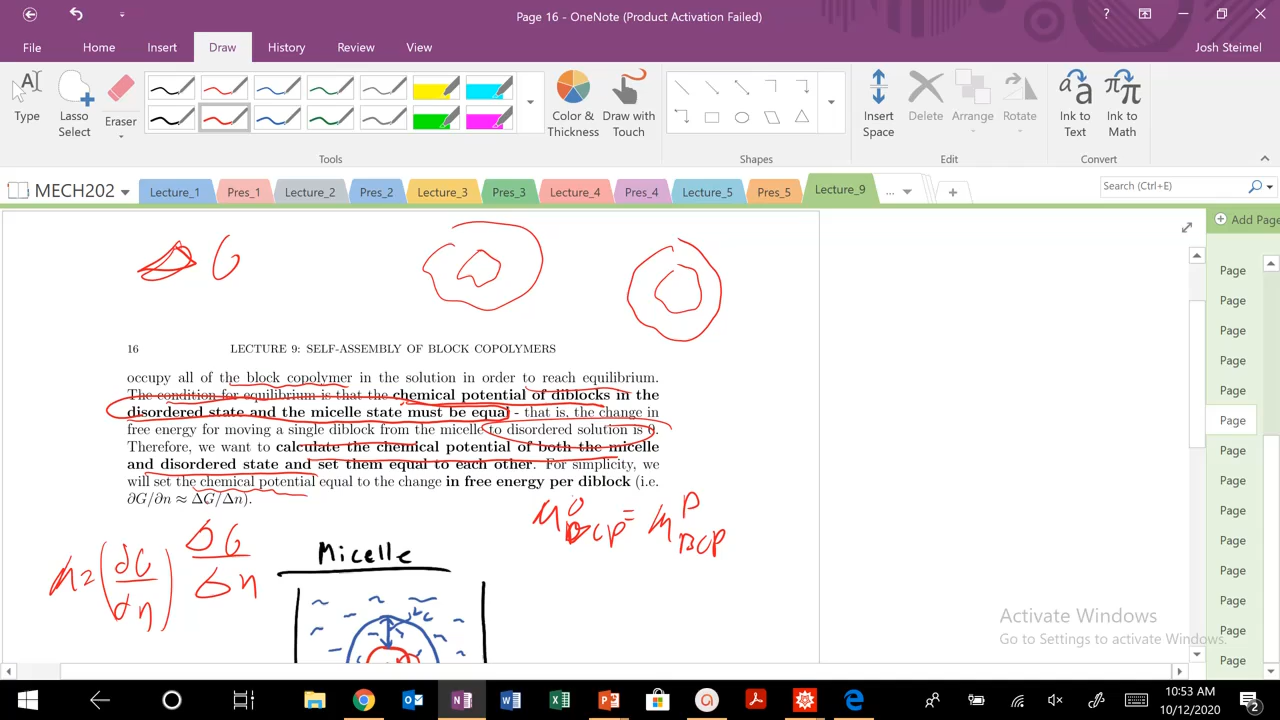 Page 16 - OneNote (Product Activation Failed)
?
File Home Insert Draw History Review View
Josh Steimel
Type
Lasso Select
Eraser
Color & Thickness
Draw with Touch
Insert Space
Delete
Arrange
Rotate
Ink to Text
Ink to Math
Tools
Shapes
Edit
Convert
MECH202
Lecture_1 Pres_1 Lecture_2 Pres_2 Lecture_3 Pres_3 Lecture_4 Pres_4 Lecture_5 Pres_5 Lecture_9 ...
Search (Ctrl+E)
Add Page
G
16 LECTURE 9: SELF-ASSEMBLY OF BLOCK COPOLYMERS
occupy all of the block copolymer in the solution in order to reach equilibrium.
The condition for equilibrium is that the chemical potential of diblocks in the
disordered state and the micelle state must be equal - that is, the change in
free energy for moving a single diblock from the micelle to disordered solution is 0.
Therefore, we want to calculate the chemical potential of both the micelle
and disordered state and set them equal to each other. For simplicity, we
will set the chemical potential equal to the change in free energy per diblock (i.e.
∂G/∂n ≈ ΔG/Δn).
Micelle
Page
Page
Page
Page
Page
Page
Page
Page
Page
Page
Page
Page
Page
Page
Activate Windows
Go to Settings to activate Windows.
10:53 AM
10/12/2020
2